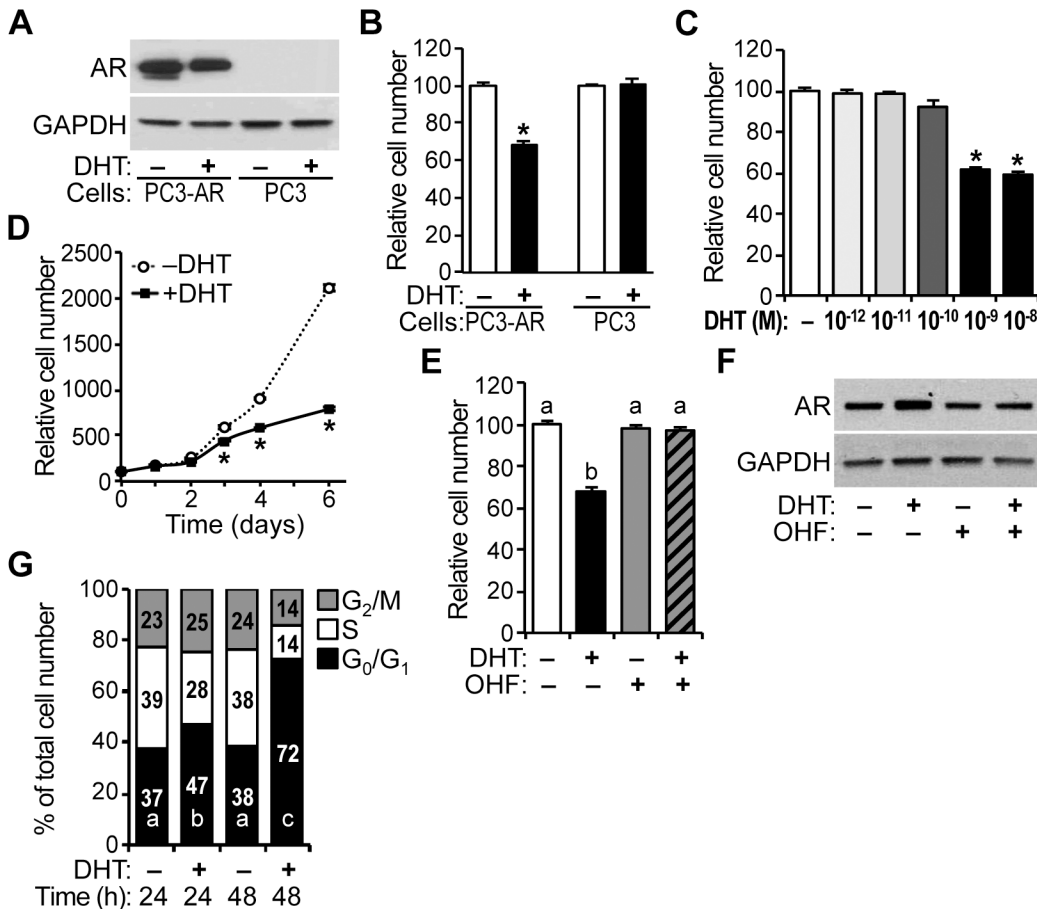 A
AR
GAPDH
DHT: – + – +
Cells: PC3-AR PC3
B
Relative cell number
120
100
80
60
40
20
0
*
DHT: – + – +
Cells: PC3-AR PC3
C
Relative cell number
120
100
80
60
40
20
0
* *
DHT (M): – 10⁻¹² 10⁻¹¹ 10⁻¹⁰ 10⁻⁹ 10⁻⁸
D
Relative cell number
2500
2000
1500
1000
500
0
–DHT
+DHT
* * *
0 2 4 6
Time (days)
E
Relative cell number
120
100
80
60
40
20
0
a b a a
DHT: – + – +
OHF: – – + +
F
AR
GAPDH
DHT: – + – +
OHF: – – + +
G
% of total cell number
100
80
60
40
20
0
23 25 24 14
39 28 38 14
37 47 38 72
a b a c
G₂/M
S
G₀/G₁
DHT: – + – +
Time (h): 24 24 48 48